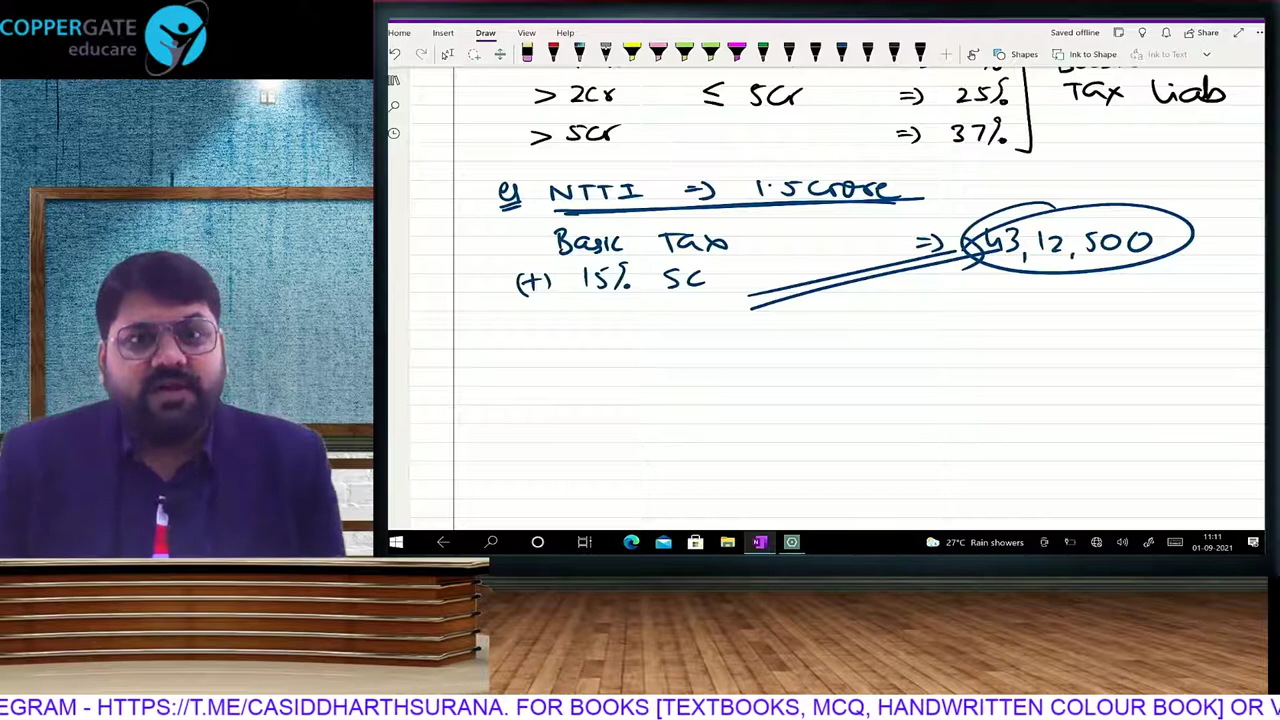 COPPERGATE
educare
Home Insert Draw View Help
Saved offline
Share
Shapes
Ink to Shape
Ink to Text
> 2Cr ≤ 5Cr => 25%
Tax Liab
> 5Cr => 37%
eg NTTI => 1.5 crore
Basic Tax => 43,12,500
(+) 15% SC
27°C Rain showers
11:11
01-09-2021
EGRAM - HTTPS://T.ME/CASIDDHARTHSURANA. FOR BOOKS [TEXTBOOKS, MCQ, HANDWRITTEN COLOUR BOOK] OR V